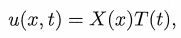 u(x, t) = X(x)T(t),